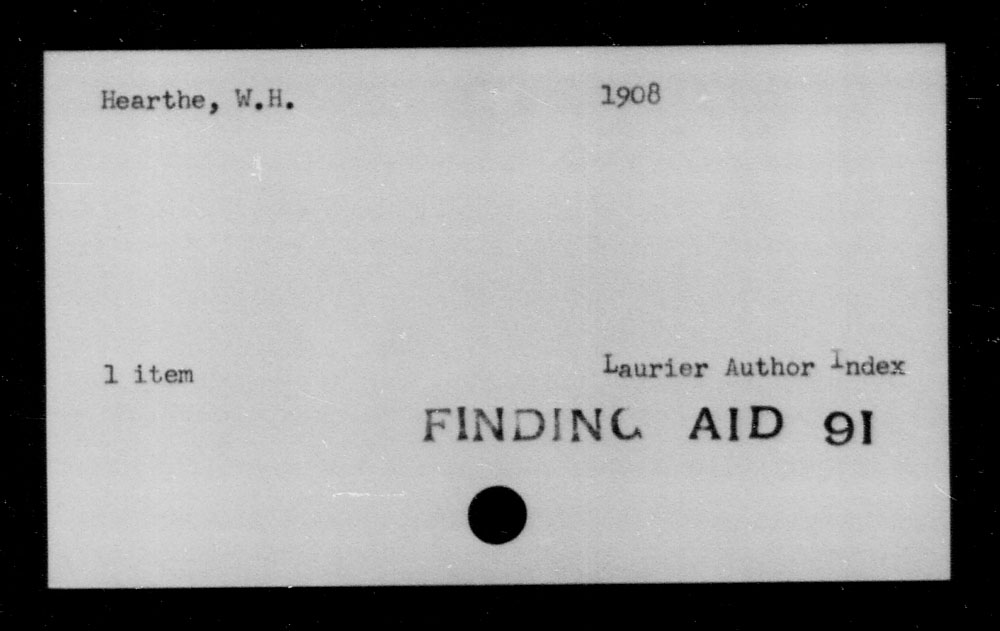 Hearthe, W.H. 1908
1 item Laurier Author Index
FINDING AID 91